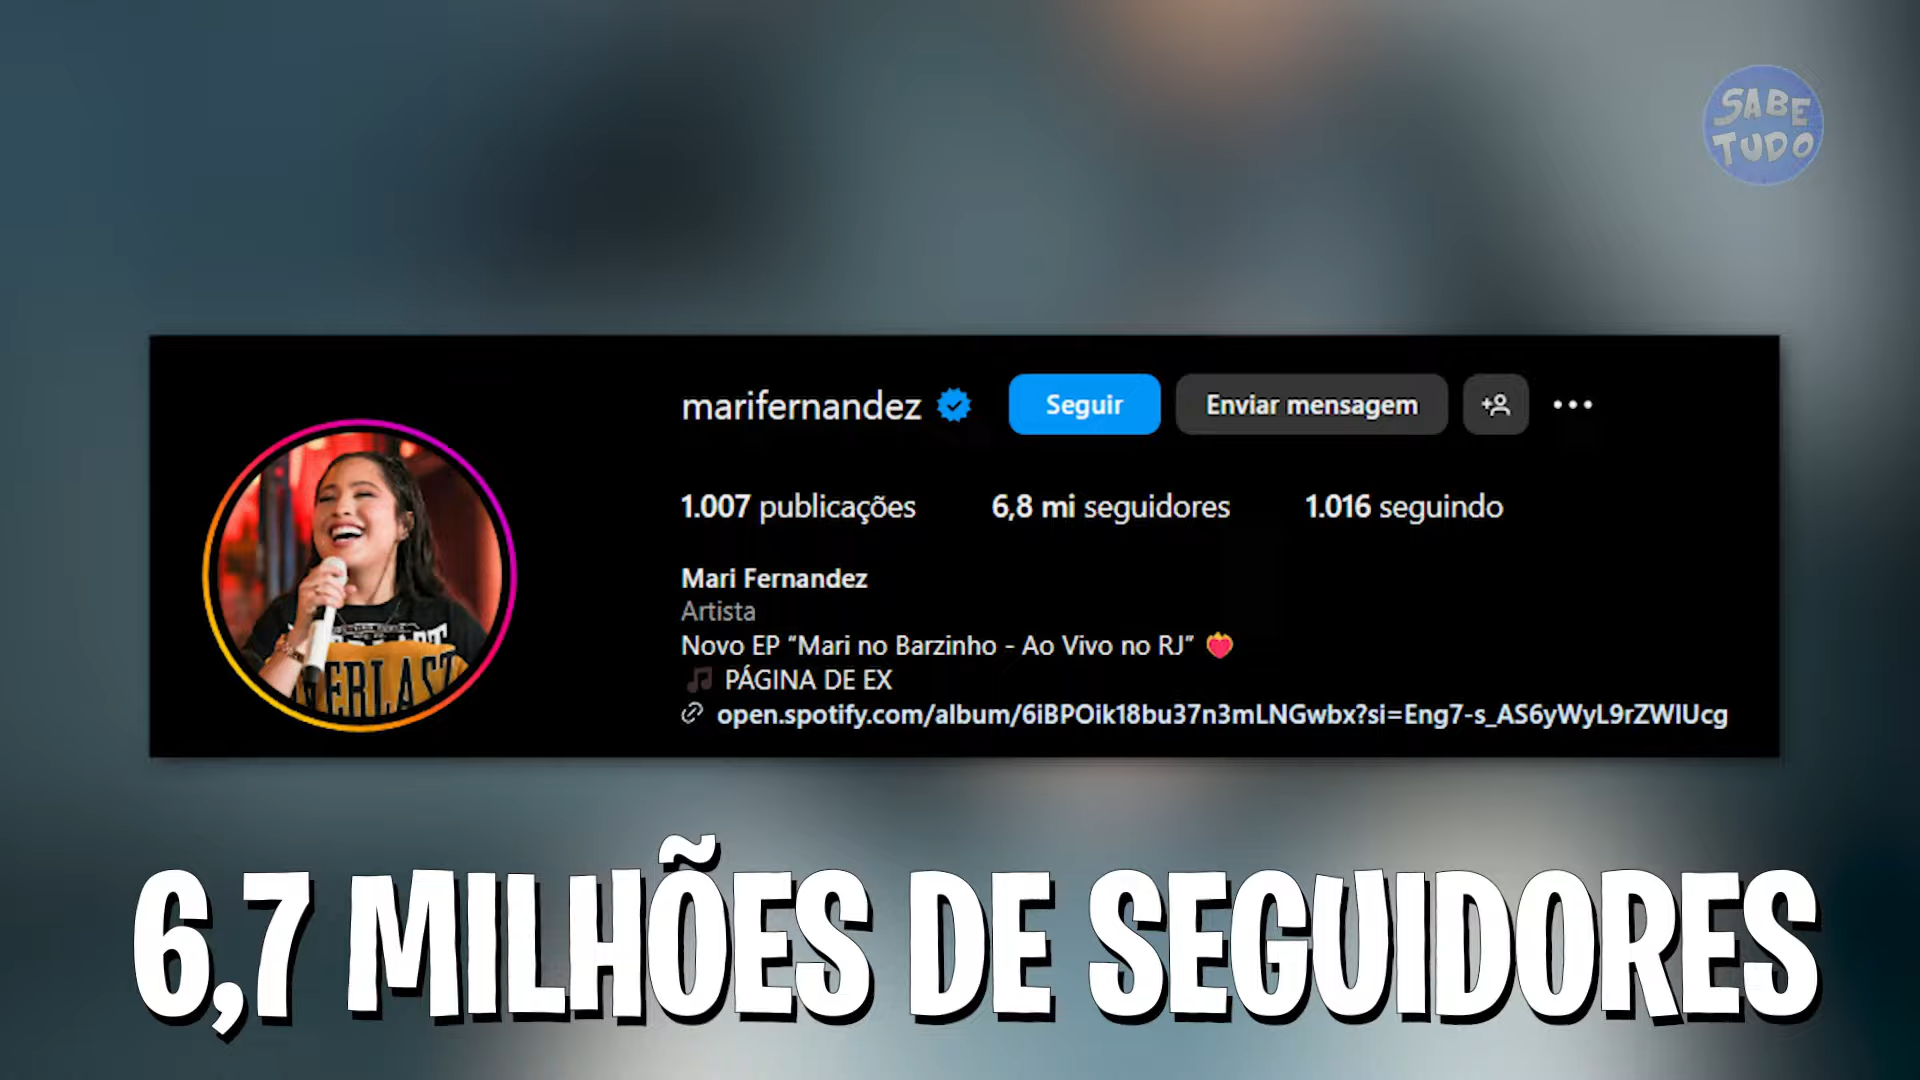 SABE
TUDO
marifernandez Seguir Enviar mensagem
1.007 publicações 6,8 mi seguidores 1.016 seguindo
Mari Fernandez
Artista
Novo EP “Mari no Barzinho - Ao Vivo no RJ”
PÁGINA DE EX
open.spotify.com/album/6iBPOik18bu37n3mLNGwbx?si=Eng7-s_AS6yWyL9rZWIUcg
6,7 MILHÕES DE SEGUIDORES